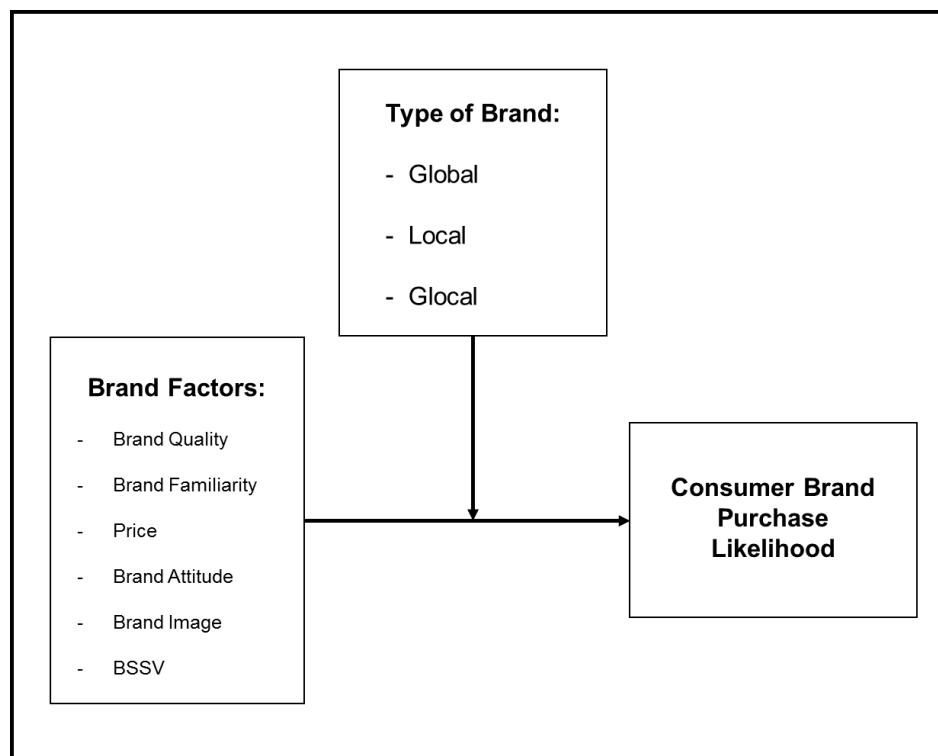 Type of Brand:
- Global
- Local
- Glocal
Brand Factors:
- Brand Quality
- Brand Familiarity
- Price
- Brand Attitude
- Brand Image
- BSSV
Consumer Brand
Purchase
Likelihood